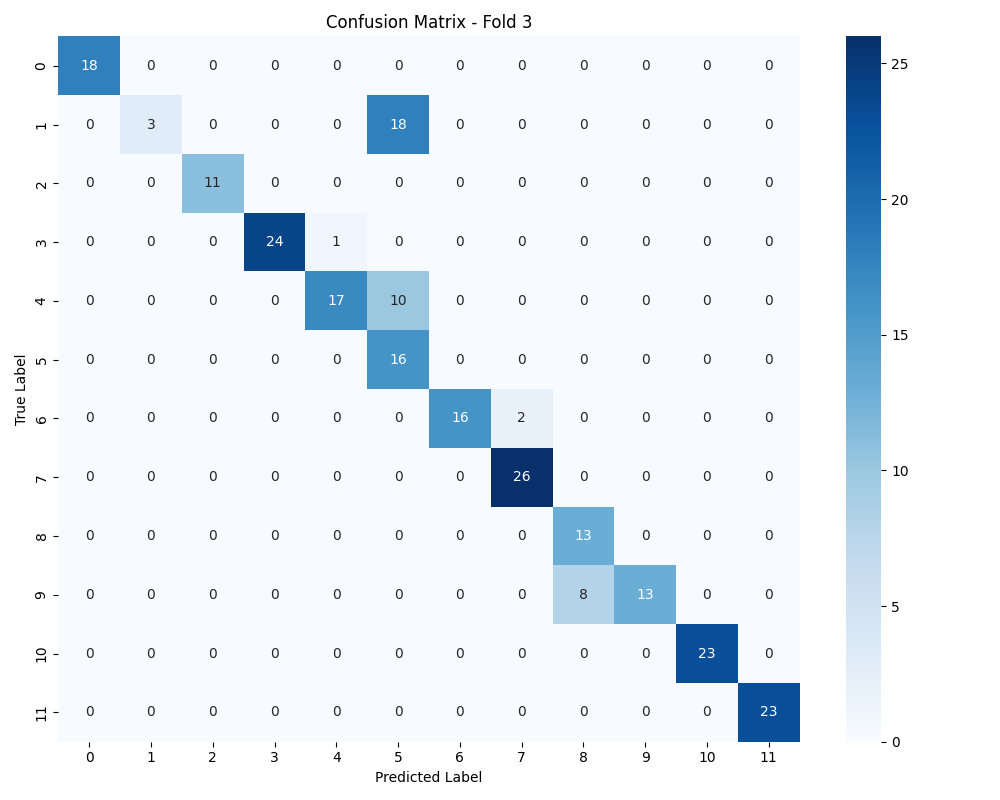 Confusion Matrix - Fold 3
0 18 0 0 0 0 0 0 0 0 0 0 0
1 0 3 0 0 0 18 0 0 0 0 0 0
2 0 0 11 0 0 0 0 0 0 0 0 0
3 0 0 0 24 1 0 0 0 0 0 0 0
4 0 0 0 0 17 10 0 0 0 0 0 0
5 0 0 0 0 0 16 0 0 0 0 0 0
6 0 0 0 0 0 0 16 2 0 0 0 0
7 0 0 0 0 0 0 0 26 0 0 0 0
8 0 0 0 0 0 0 0 0 13 0 0 0
9 0 0 0 0 0 0 0 0 8 13 0 0
10 0 0 0 0 0 0 0 0 0 0 23 0
11 0 0 0 0 0 0 0 0 0 0 0 23
0 1 2 3 4 5 6 7 8 9 10 11
True Label
Predicted Label
25
20
15
10
5
0